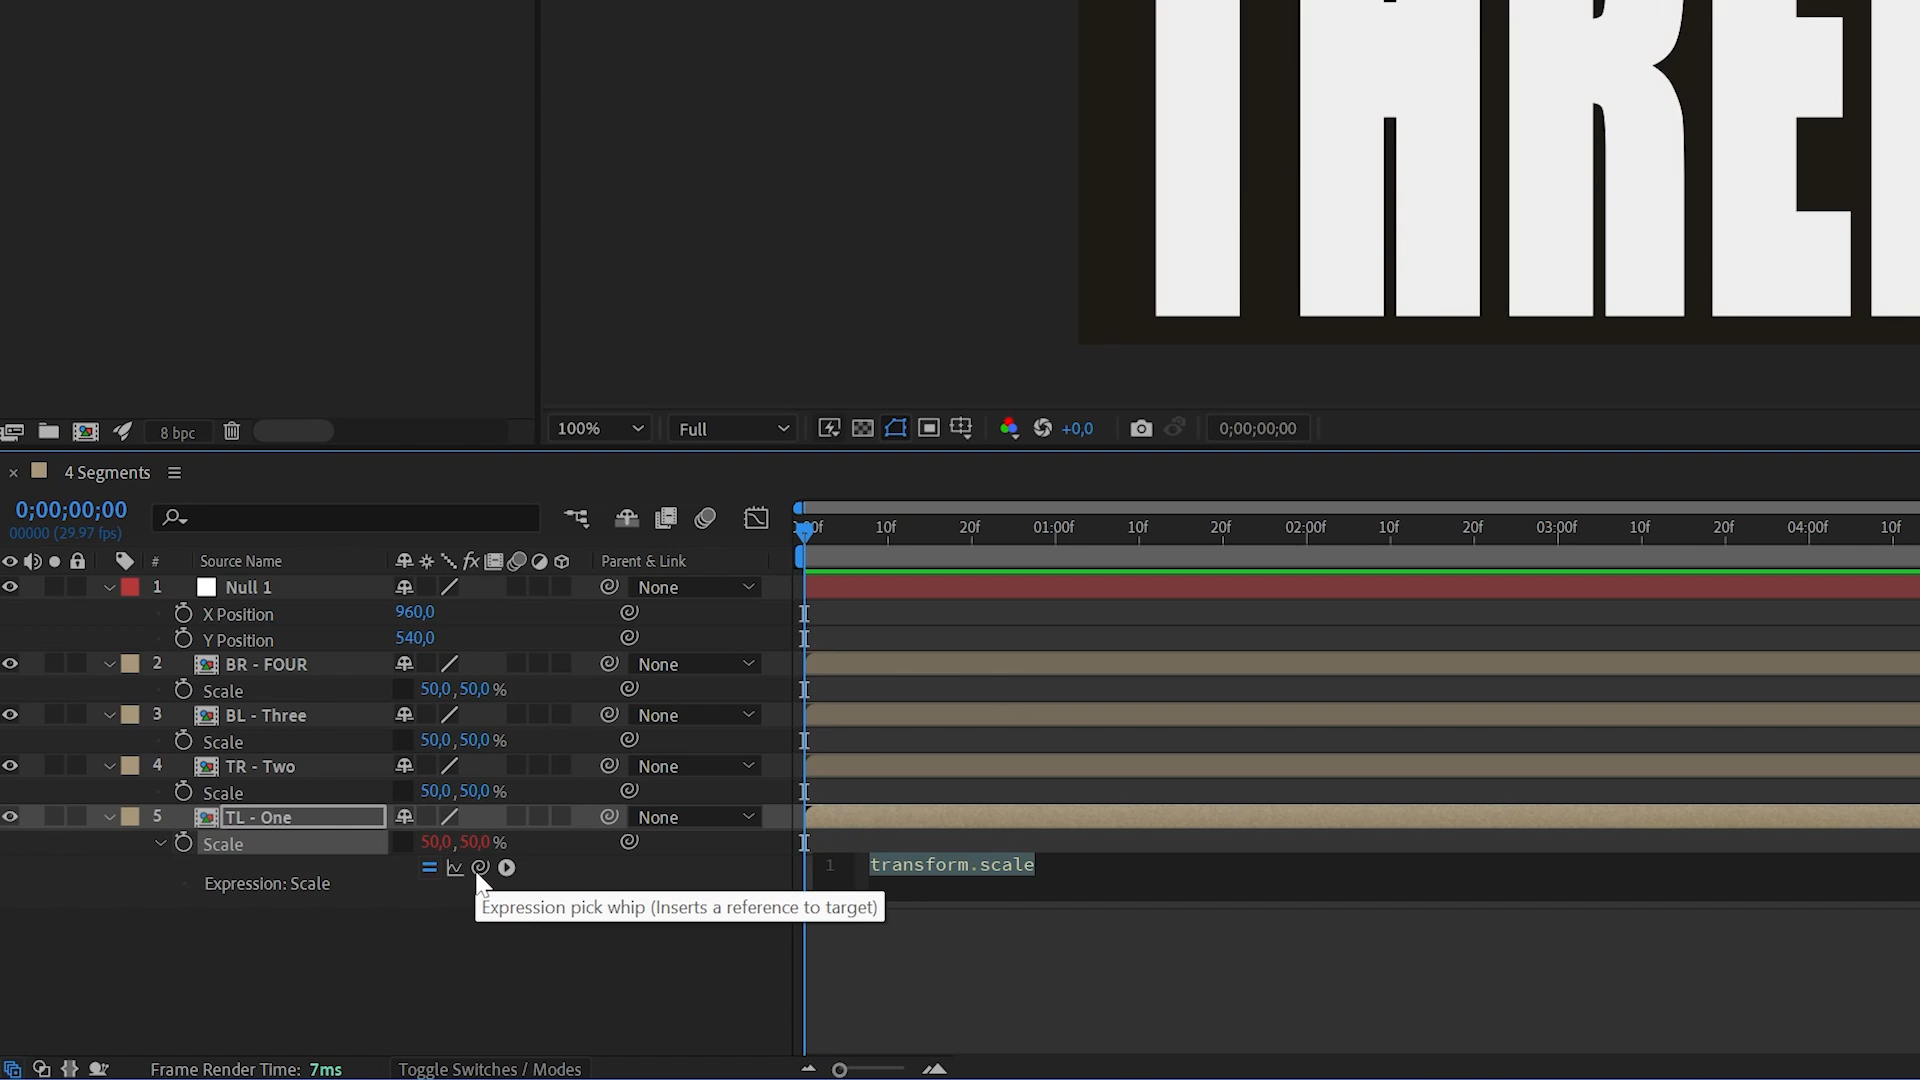 THREE
8 bpc
100%
Full
+0,0
0;00;00;00
4 Segments
0;00;00;00
00000 (29.97 fps)
:00f 10f 20f 01:00f 10f 20f 02:00f 10f 20f 03:00f 10f 20f 04:00f 10f
# Source Name fx Parent & Link
1 Null 1 None
X Position 960,0
Y Position 540,0
2 BR - FOUR None
Scale 50,0,50,0 %
3 BL - Three None
Scale 50,0,50,0 %
4 TR - Two None
Scale 50,0,50,0 %
5 TL - One None
Scale 50,0,50,0 %
1 transform.scale
Expression: Scale
Expression pick whip (Inserts a reference to target)
Frame Render Time: 7ms
Toggle Switches / Modes